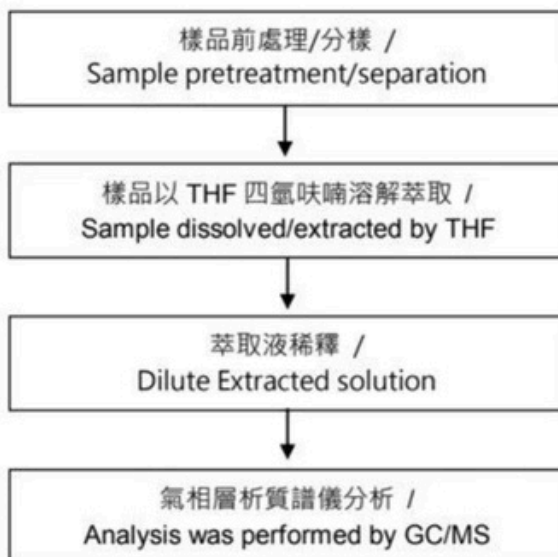 樣品前處理/分樣 /
Sample pretreatment/separation
樣品以 THF 四氫呋喃溶解萃取 /
Sample dissolved/extracted by THF
萃取液稀釋 /
Dilute Extracted solution
氣相層析質譜儀分析 /
Analysis was performed by GC/MS